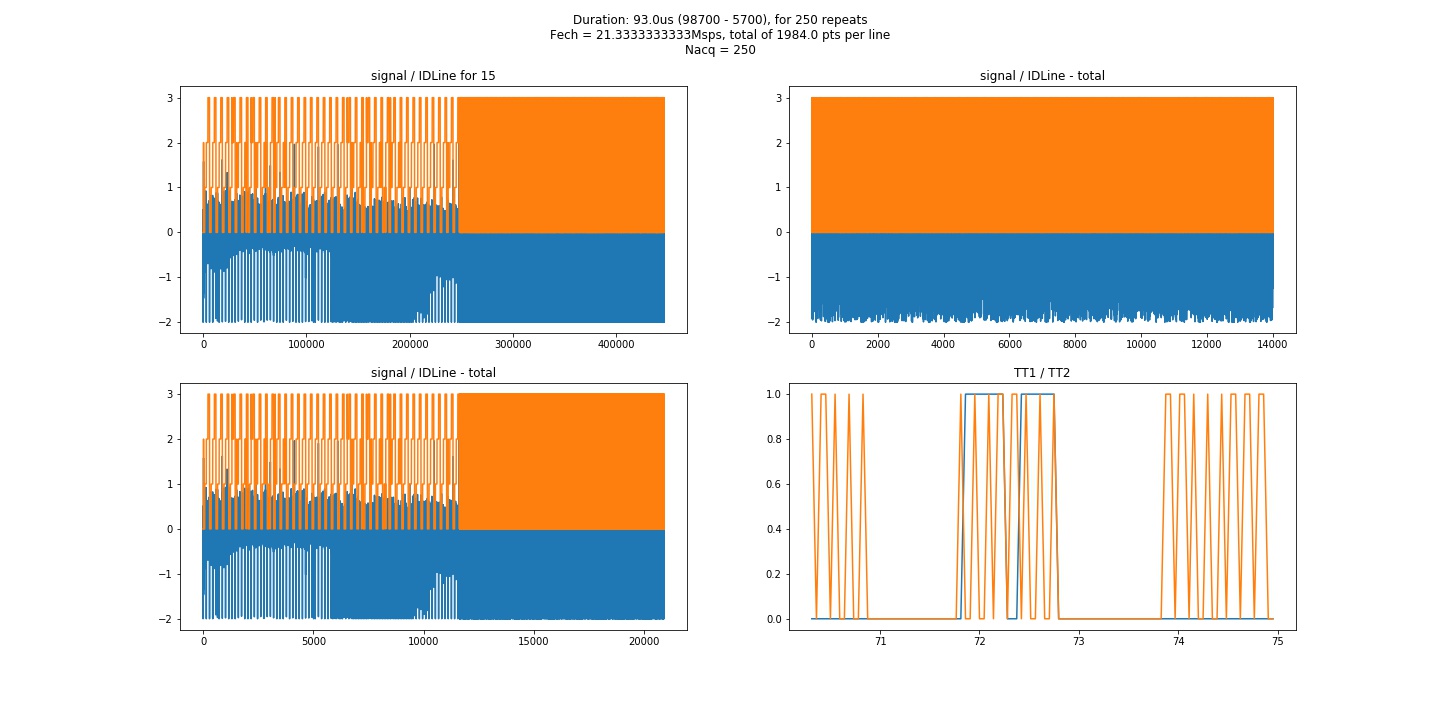 Duration: 93.0us (98700 - 5700), for 250 repeats
Fech = 21.3333333333Msps, total of 1984.0 pts per line
Nacq = 250
signal / IDLine for 15
3
2
1
0
−1
−2
0 100000 200000 300000 400000
signal / IDLine - total
3
2
1
0
−1
−2
0 2000 4000 6000 8000 10000 12000 14000
signal / IDLine - total
3
2
1
0
−1
−2
0 5000 10000 15000 20000
TT1 / TT2
1.0
0.8
0.6
0.4
0.2
0.0
71 72 73 74 75